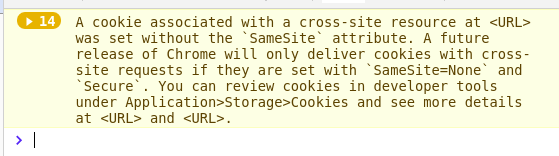 14 A cookie associated with a cross-site resource at <URL>
was set without the `SameSite` attribute. A future
release of Chrome will only deliver cookies with cross-
site requests if they are set with `SameSite=None` and
`Secure`. You can review cookies in developer tools
under Application>Storage>Cookies and see more details
at <URL> and <URL>.